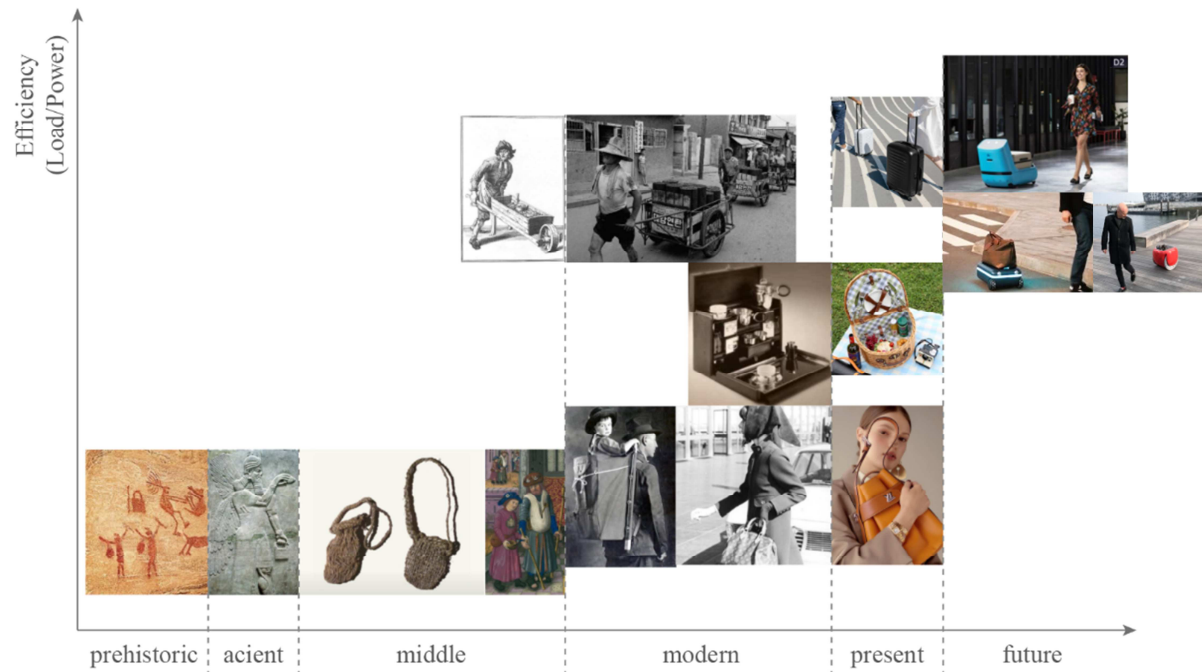 Efficiency
(Load/Power)
D2
prehistoric
acient
middle
modern
present
future